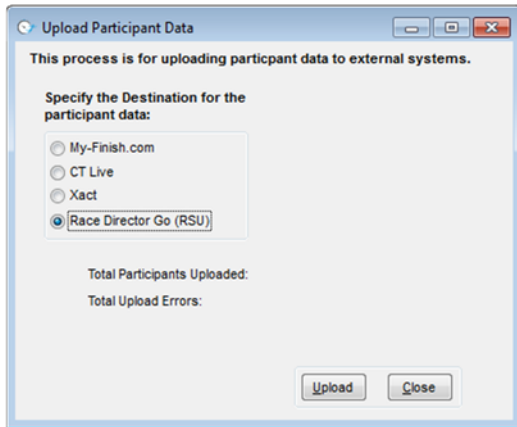 Upload Participant Data
This process is for uploading particpant data to external systems.
Specify the Destination for the
participant data:
My-Finish.com
CT Live
Xact
Race Director Go (RSU)
Total Participants Uploaded:
Total Upload Errors:
Upload Close